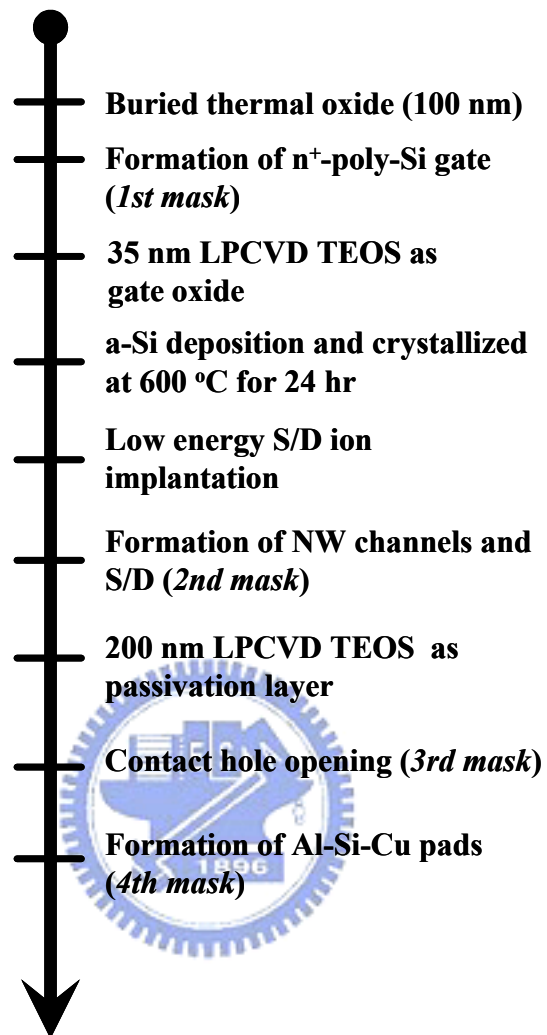 Buried thermal oxide (100 nm)
Formation of n⁺-poly-Si gate
(1st mask)
35 nm LPCVD TEOS as
gate oxide
a-Si deposition and crystallized
at 600 ºC for 24 hr
Low energy S/D ion
implantation
Formation of NW channels and
S/D (2nd mask)
200 nm LPCVD TEOS as
passivation layer
Contact hole opening (3rd mask)
Formation of Al-Si-Cu pads
1896
(4th mask)